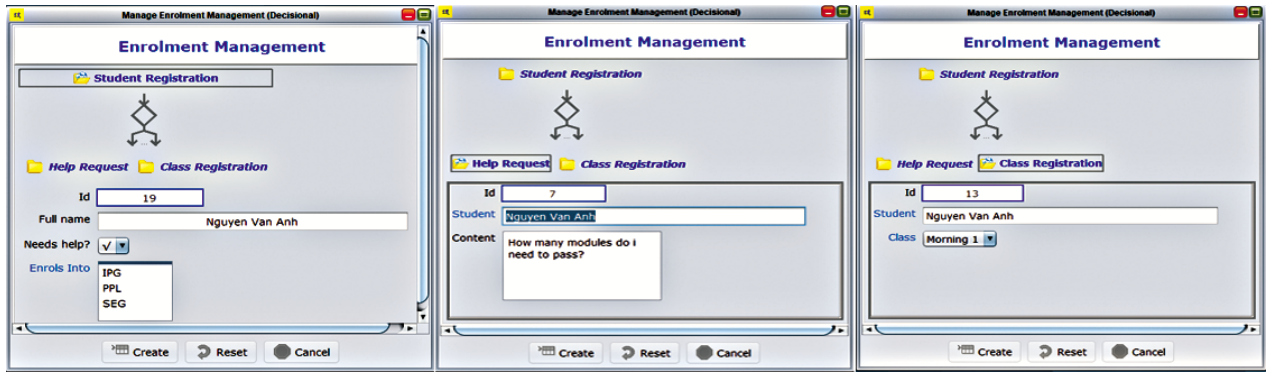 Manage Enrolment Management (Decisional)
Enrolment Management
Student Registration
Help Request Class Registration
Id 19
Full name Nguyen Van Anh
Needs help? √
Enrols Into IPG
PPL
SEG
Create Reset Cancel
Manage Enrolment Management (Decisional)
Enrolment Management
Student Registration
Help Request Class Registration
Id 7
Student Nguyen Van Anh
Content How many modules do i
need to pass?
Create Reset Cancel
Manage Enrolment Management (Decisional)
Enrolment Management
Student Registration
Help Request Class Registration
Id 13
Student Nguyen Van Anh
Class Morning 1
Create Reset Cancel